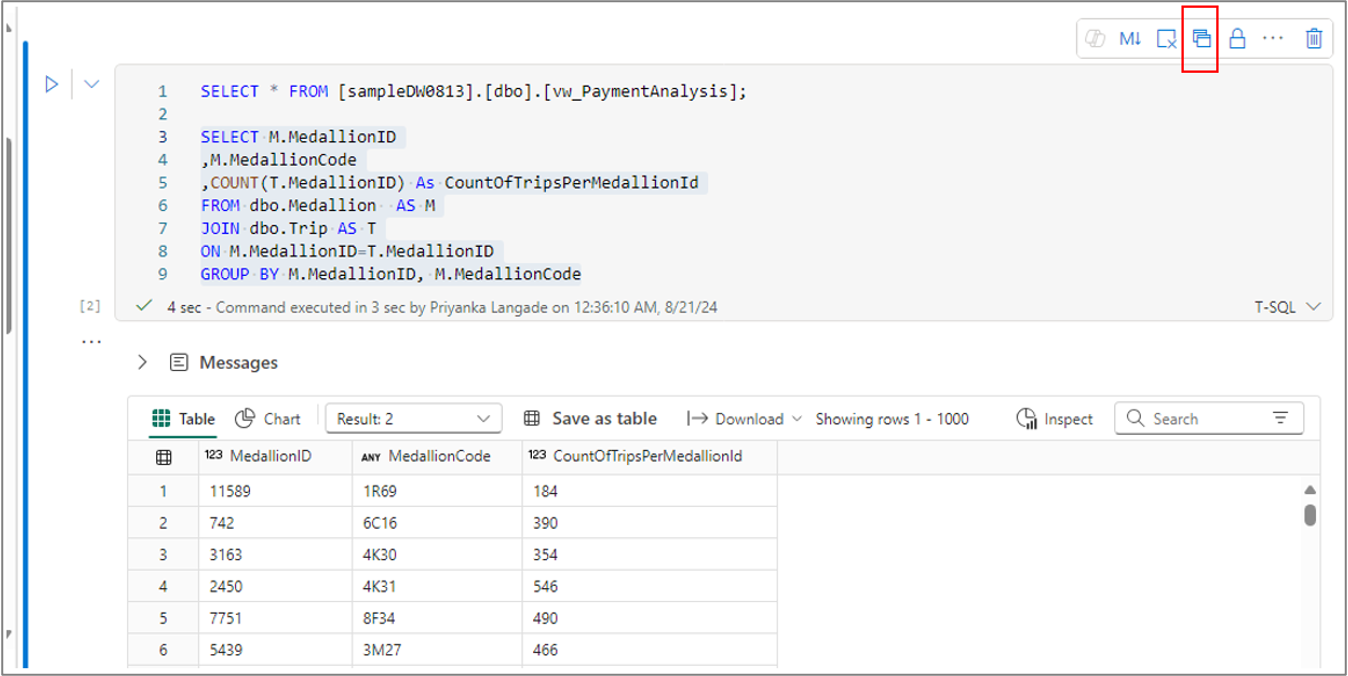 M↓
1 SELECT * FROM [sampleDW0813].[dbo].[vw_PaymentAnalysis];
2
3 SELECT M.MedallionID
4 ,M.MedallionCode
5 ,COUNT(T.MedallionID) As CountOfTripsPerMedallionId
6 FROM dbo.Medallion  AS M
7 JOIN dbo.Trip AS T
8 ON M.MedallionID=T.MedallionID
9 GROUP BY M.MedallionID, M.MedallionCode
[2] 4 sec - Command executed in 3 sec by Priyanka Langade on 12:36:10 AM, 8/21/24 T-SQL
Messages
Table Chart Result: 2 Save as table Download Showing rows 1 - 1000 Inspect Search
123 MedallionID ANY MedallionCode 123 CountOfTripsPerMedallionId
1 11589 1R69 184
2 742 6C16 390
3 3163 4K30 354
4 2450 4K31 546
5 7751 8F34 490
6 5439 3M27 466